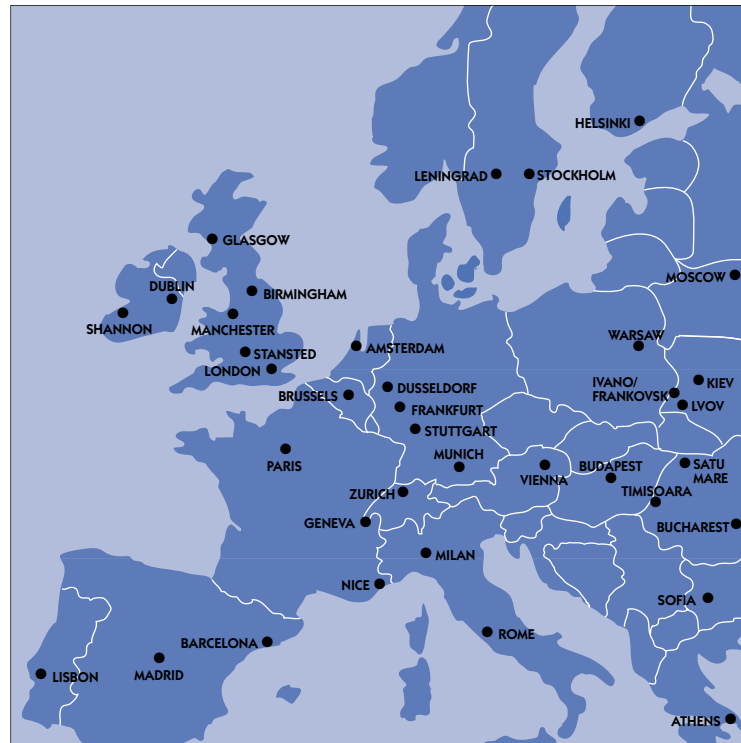 HELSINKI
LENINGRAD
STOCKHOLM
GLASGOW
MOSCOW
DUBLIN
BIRMINGHAM
SHANNON
MANCHESTER
WARSAW
AMSTERDAM
STANSTED
LONDON
DUSSELDORF
IVANO/
FRANKOVSK
KIEV
BRUSSELS
FRANKFURT
LVOV
STUTTGART
PARIS
MUNICH
VIENNA
BUDAPEST
SATU
MARE
ZURICH
TIMISOARA
GENEVA
BUCHAREST
MILAN
NICE
SOFIA
ROME
BARCELONA
MADRID
LISBON
ATHENS